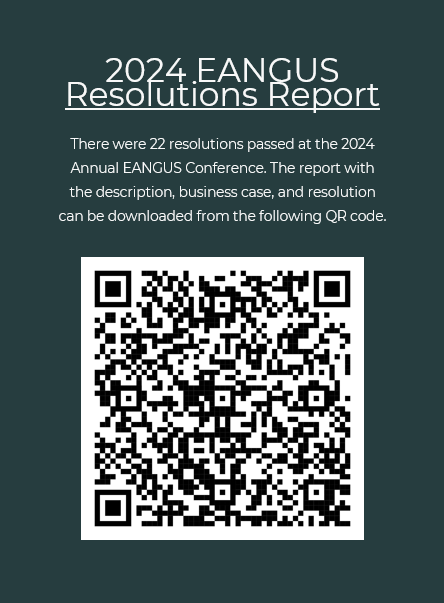 2024 EANGUS
Resolutions Report
There were 22 resolutions passed at the 2024
Annual EANGUS Conference. The report with
the description, business case, and resolution
can be downloaded from the following QR code.